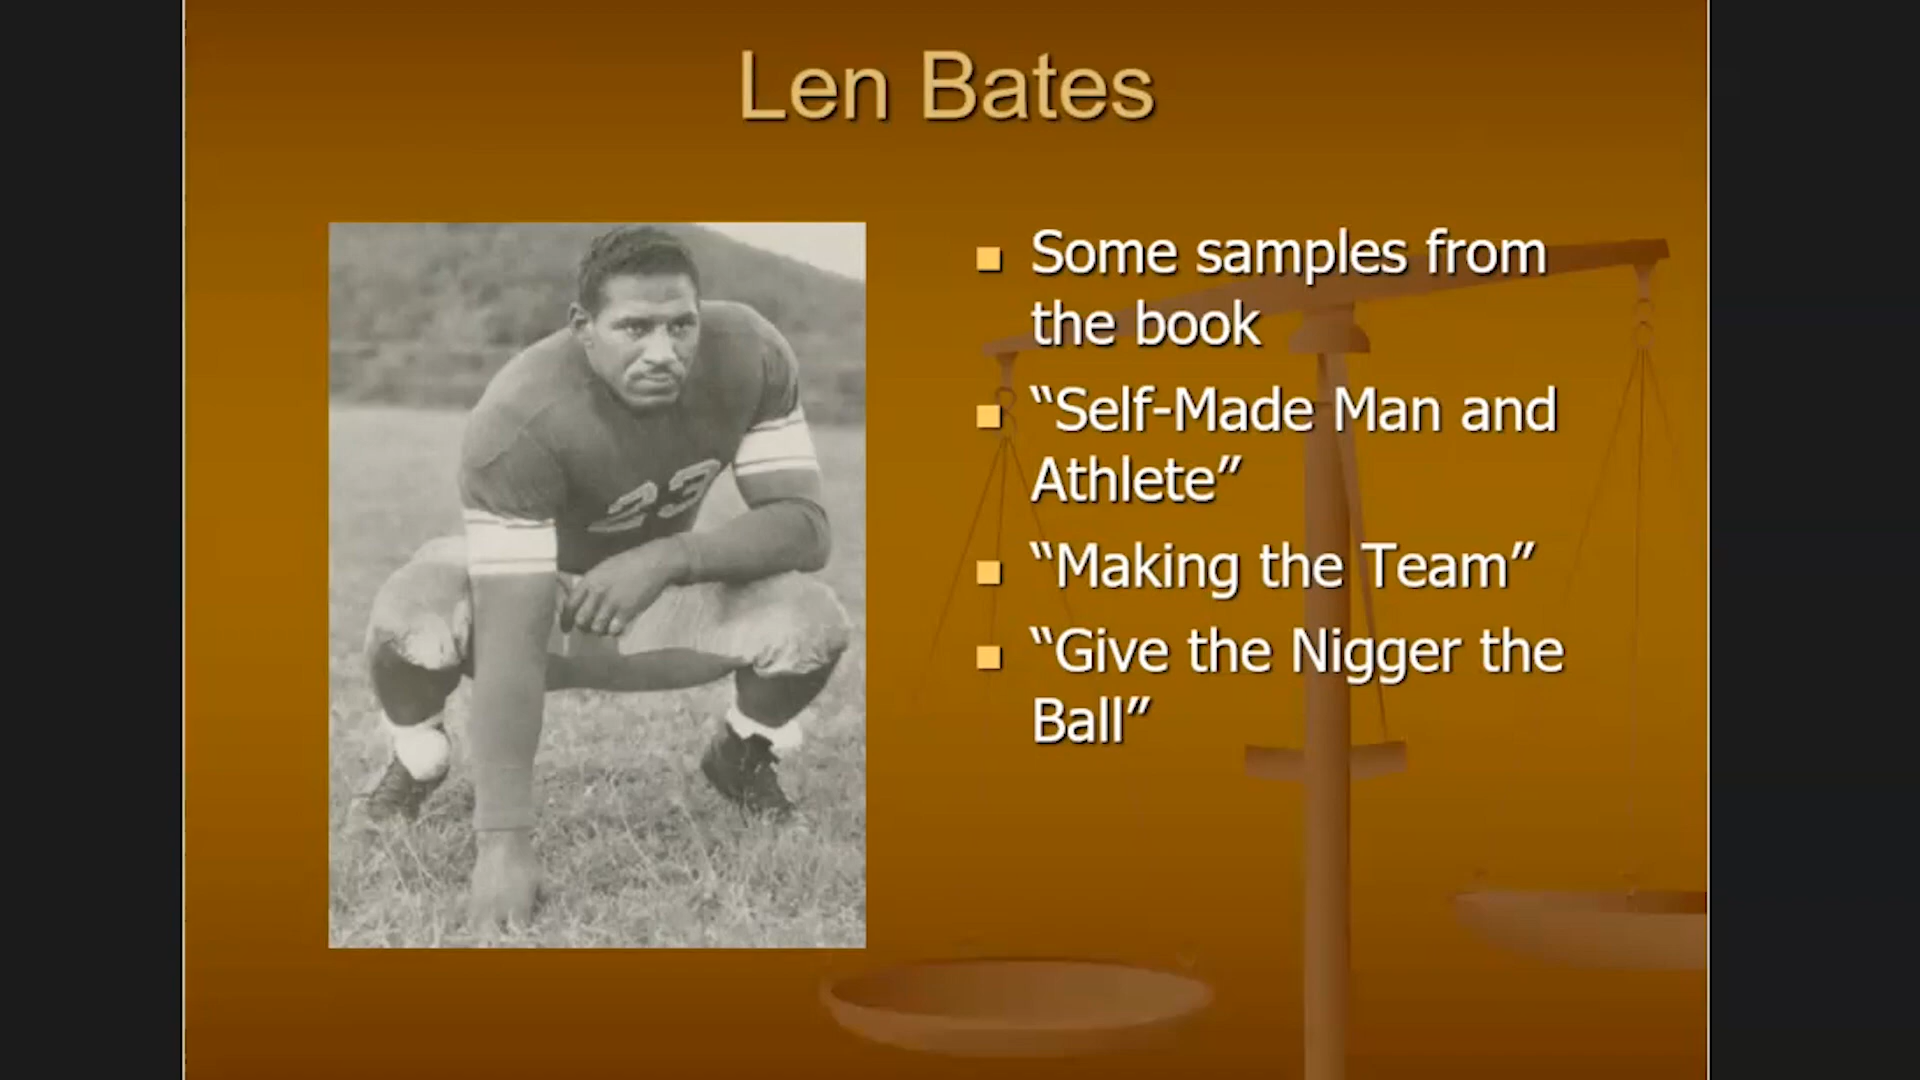 Len Bates
Some samples from
the book
“Self-Made Man and
Athlete”
“Making the Team”
“Give the Nigger the
Ball”
23